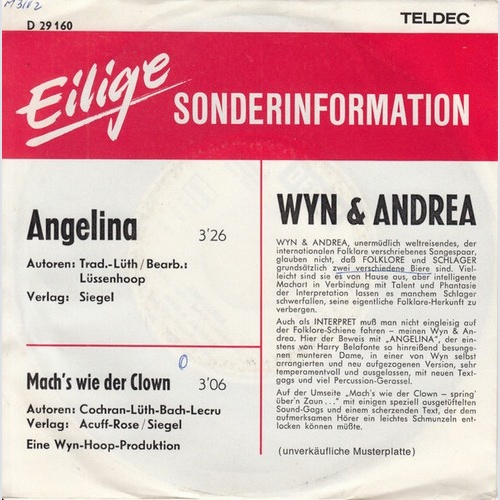 M3182
D 29 160
TELDEC
Eilige SONDERINFORMATION
Angelina 3'26
Autoren: Trad.-Lüth/Bearb.:
Lüssenhoop
Verlag: Siegel
Mach's wie der Clown 3'06
Autoren: Cochran-Lüth-Bach-Lecru
Verlag: Acuff-Rose/Siegel
Eine Wyn-Hoop-Produktion
WYN & ANDREA
WYN & ANDREA, unermüdlich weltreisendes, der
internationalen Folklore verschriebenes Sangespaar,
glauben nicht, daß FOLKLORE und SCHLAGER
grundsätzlich zwei verschiedene Biere sind. Viel-
leicht sind sie es von Hause aus, aber intelligente
Machart in Verbindung mit Talent und Phantasie
der Interpretation lassen es manchem Schlager
schwerfallen, seine eigentliche Folklore-Herkunft zu
verbergen.
Auch als INTERPRET muß man nicht eingleisig auf
der Folklore-Schiene fahren – meinen Wyn & An-
drea. Hier der Beweis mit „ANGELINA", der ein-
stens von Harry Belafonte so hinreißend besunge-
nen munteren Dame, in einer von Wyn selbst
arrangierten und neu aufgezogenen Version, sehr
temperamentvoll und ausgelassen, mit neuen Text-
gags und viel Percussion-Gerassel.
Auf der Umseite „Mach's wie der Clown – spring'
über'n Zaun..." mit einigen speziell ausgetüftelten
Sound-Gags und einem scherzenden Text, der dem
aufmerksamen Hörer ein leichtes Schmunzeln ent-
locken können müßte.
(unverkäufliche Musterplatte)